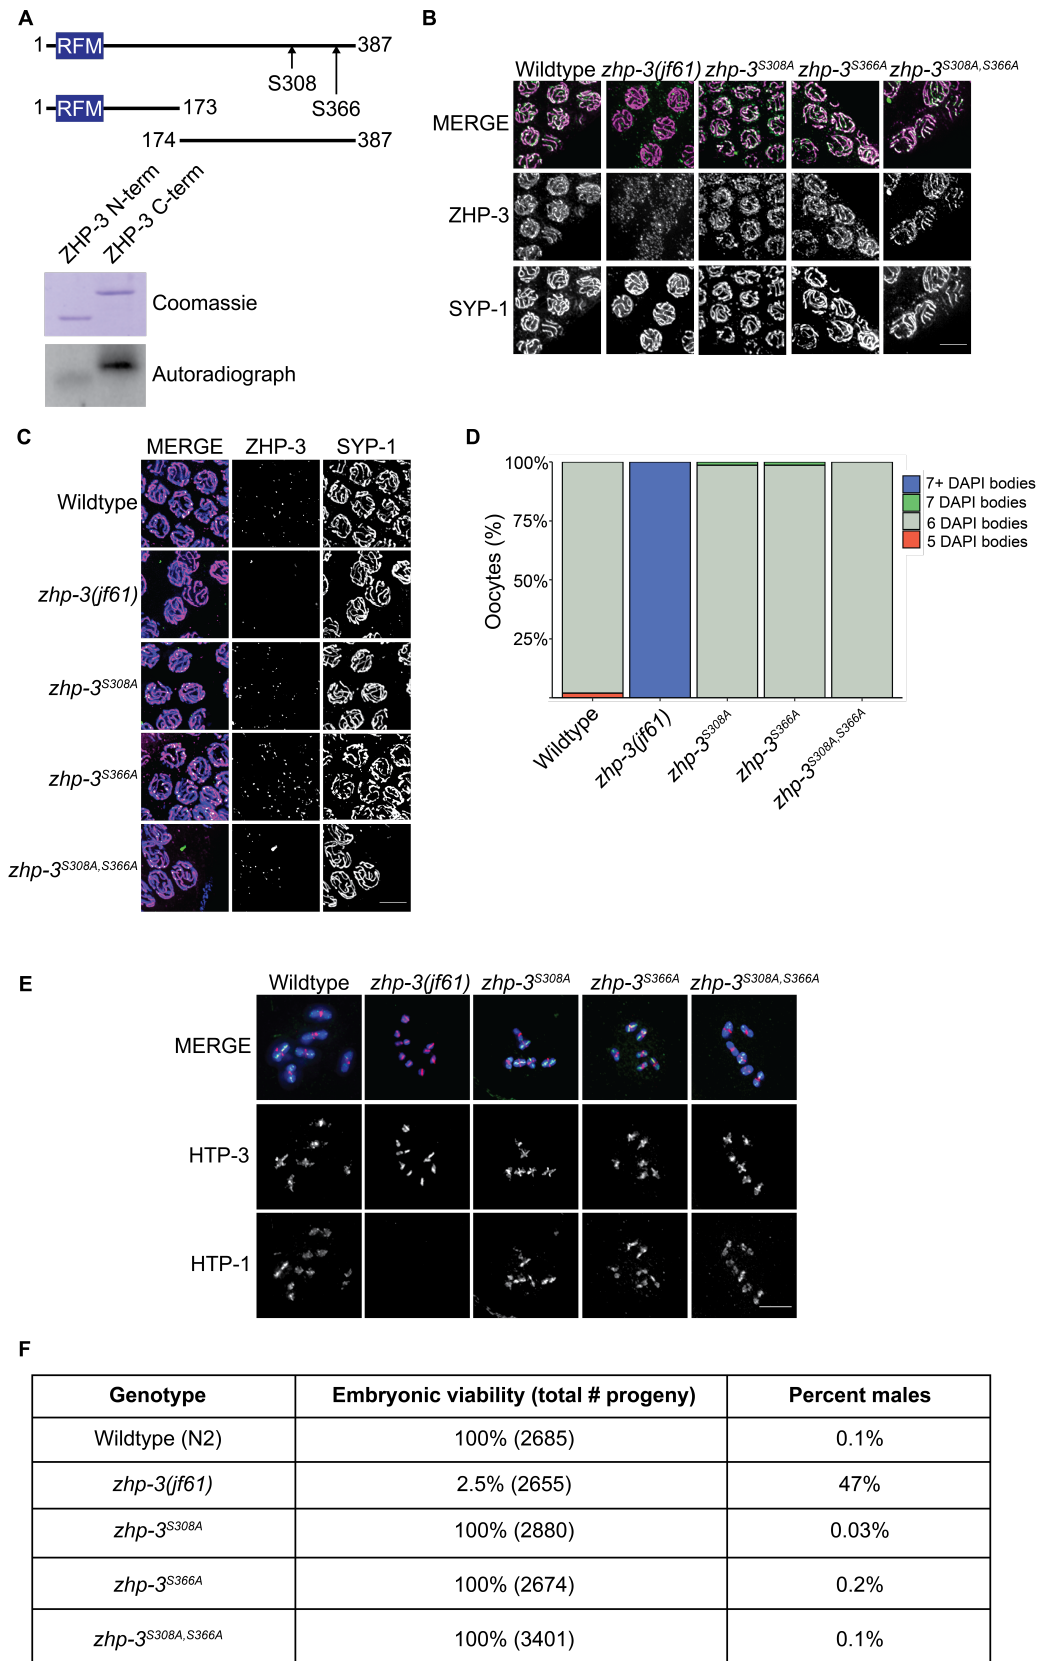 A
1 RFM 387
S308
S366
1 RFM 173
174 387
ZHP-3 N-term
ZHP-3 C-term
Coomassie
Autoradiograph
B
Wildtype zhp-3(jf61) zhp-3S308A zhp-3S366A zhp-3S308A,S366A
MERGE
ZHP-3
SYP-1
C
MERGE ZHP-3 SYP-1
Wildtype
zhp-3(jf61)
zhp-3S308A
zhp-3S366A
zhp-3S308A,S366A
D
Oocytes (%)
100%
75%
50%
25%
7+ DAPI bodies
7 DAPI bodies
6 DAPI bodies
5 DAPI bodies
Wildtype
zhp-3(jf61)
zhp-3S308A
zhp-3S366A
zhp-3S308A,S366A
E
Wildtype zhp-3(jf61) zhp-3S308A zhp-3S366A zhp-3S308A,S366A
MERGE
HTP-3
HTP-1
F
Genotype Embryonic viability (total # progeny) Percent males
Wildtype (N2) 100% (2685) 0.1%
zhp-3(jf61) 2.5% (2655) 47%
zhp-3S308A 100% (2880) 0.03%
zhp-3S366A 100% (2674) 0.2%
zhp-3S308A,S366A 100% (3401) 0.1%